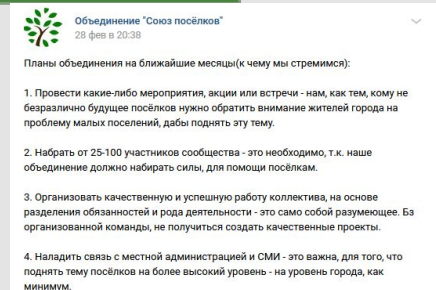 Объединение "Союз посёлков"
28 фев в 20:38
Планы объединения на ближайшие месяцы(к чему мы стремимся):
1. Провести какие-либо мероприятия, акции или встречи - нам, как тем, кому не
безразлично будущее посёлков нужно обратить внимание жителей города на
проблему малых поселений, дабы поднять эту тему.
2. Набрать от 25-100 участников сообщества - это необходимо, т.к. наше
объединение должно набирать силы, для помощи посёлкам.
3. Организовать качественную и успешную работу коллектива, на основе
разделения обязанностей и рода деятельности - это само собой разумеющее. Бз
организованной команды, не получиться создать качественные проекты.
4. Наладить связь с местной администрацией и СМИ - это важна, для того, что
поднять тему посёлков на более высокий уровень - на уровень города, как
минимум.